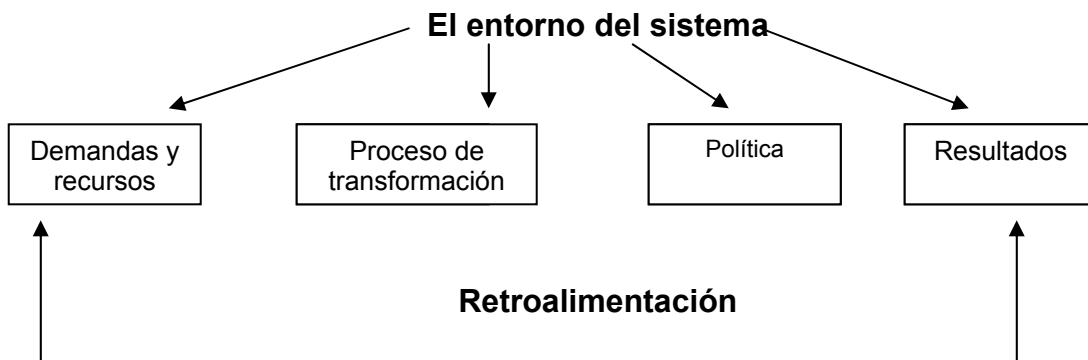 El entorno del sistema
Demandas y
recursos
Proceso de
transformación
Política
Resultados
Retroalimentación